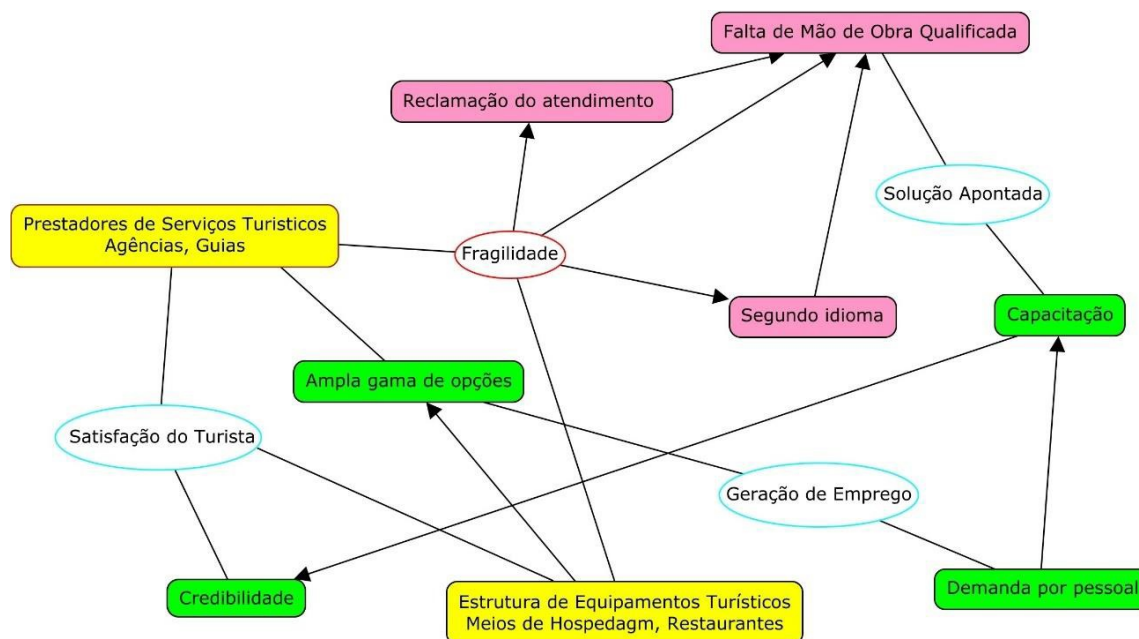 Falta de Mão de Obra Qualificada
Reclamação do atendimento
Solução Apontada
Prestadores de Serviços Turisticos
Agências, Guias
Fragilidade
Segundo idioma
Capacitação
Ampla gama de opções
Satisfação do Turista
Geração de Emprego
Credibilidade
Estrutura de Equipamentos Turísticos
Meios de Hospedagm, Restaurantes
Demanda por pessoal